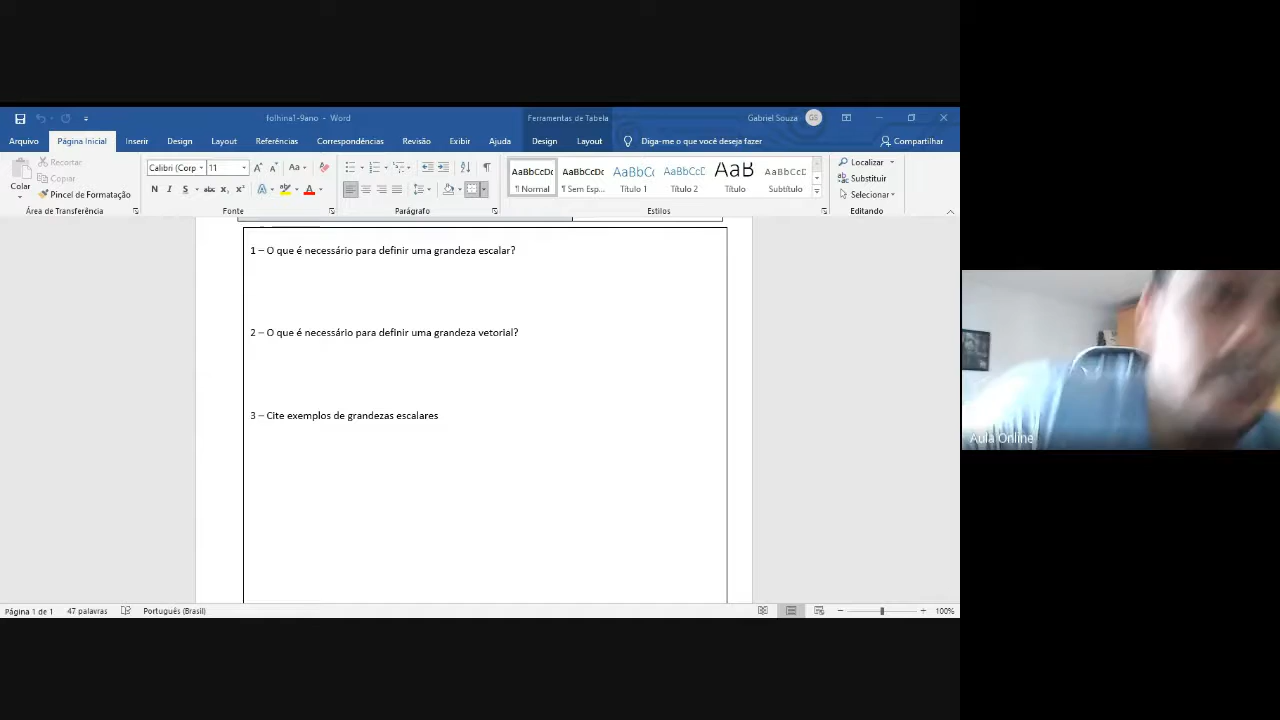 folhina1-9ano - Word
Ferramentas de Tabela
Gabriel Souza
GS
Arquivo
Página Inicial
Inserir
Design
Layout
Referências
Correspondências
Revisão
Exibir
Ajuda
Design
Layout
Diga-me o que você deseja fazer
Compartilhar
Colar
Recortar
Copiar
Pincel de Formatação
Área de Transferência
Calibri (Corp
11
Fonte
Parágrafo
AaBbCcDc
¶ Normal
AaBbCcDc
¶ Sem Esp...
AaBbC
Título 1
AaBbCcI
Título 2
AaB
Título
AaBbCcD
Subtítulo
Estilos
Localizar
Substituir
Selecionar
Editando
1 – O que é necessário para definir uma grandeza escalar?
2 – O que é necessário para definir uma grandeza vetorial?
3 – Cite exemplos de grandezas escalares
Aula Online
Página 1 de 1
47 palavras
Português (Brasil)
100%